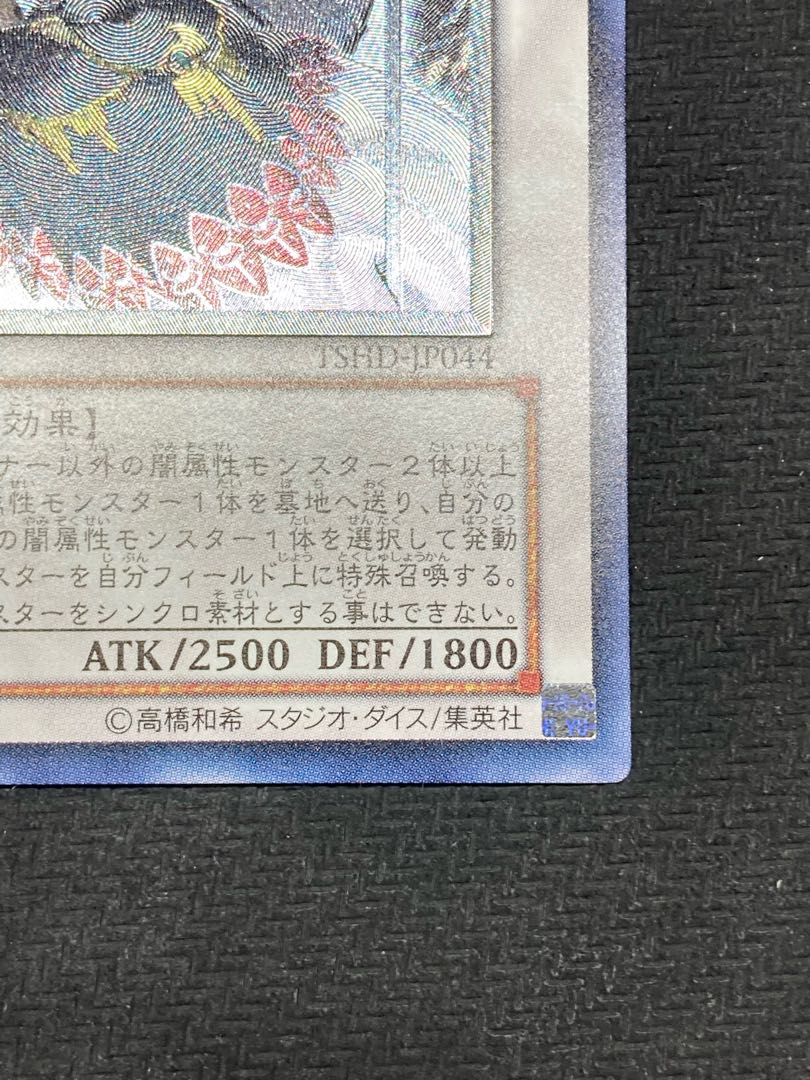 TSHD-JP044
効果】
ナー以外の闇属性モンスター2体以上
性モンスター1体を墓地へ送り、自分の
の闇属性モンスター1体を選択して発動
スターを自分フィールド上に特殊召喚する。
スターをシンクロ素材とする事はできない。
ATK/2500 DEF/1800
©高橋和希 スタジオ・ダイス/集英社